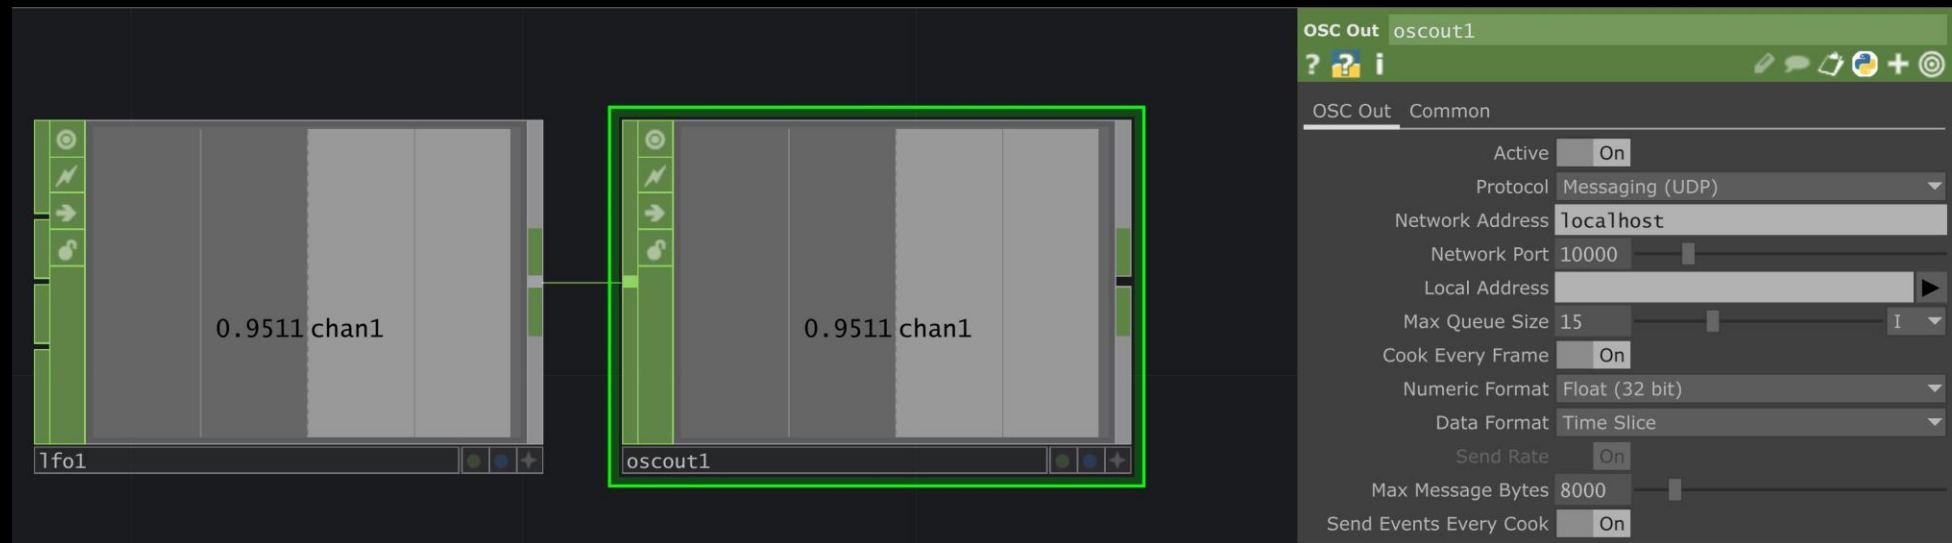 0.9511 chan1
lfo1
0.9511 chan1
oscout1
OSC Out oscout1
? ? i
OSC Out Common
Active On
Protocol Messaging (UDP)
Network Address localhost
Network Port 10000
Local Address
Max Queue Size 15 I
Cook Every Frame On
Numeric Format Float (32 bit)
Data Format Time Slice
Send Rate On
Max Message Bytes 8000
Send Events Every Cook On